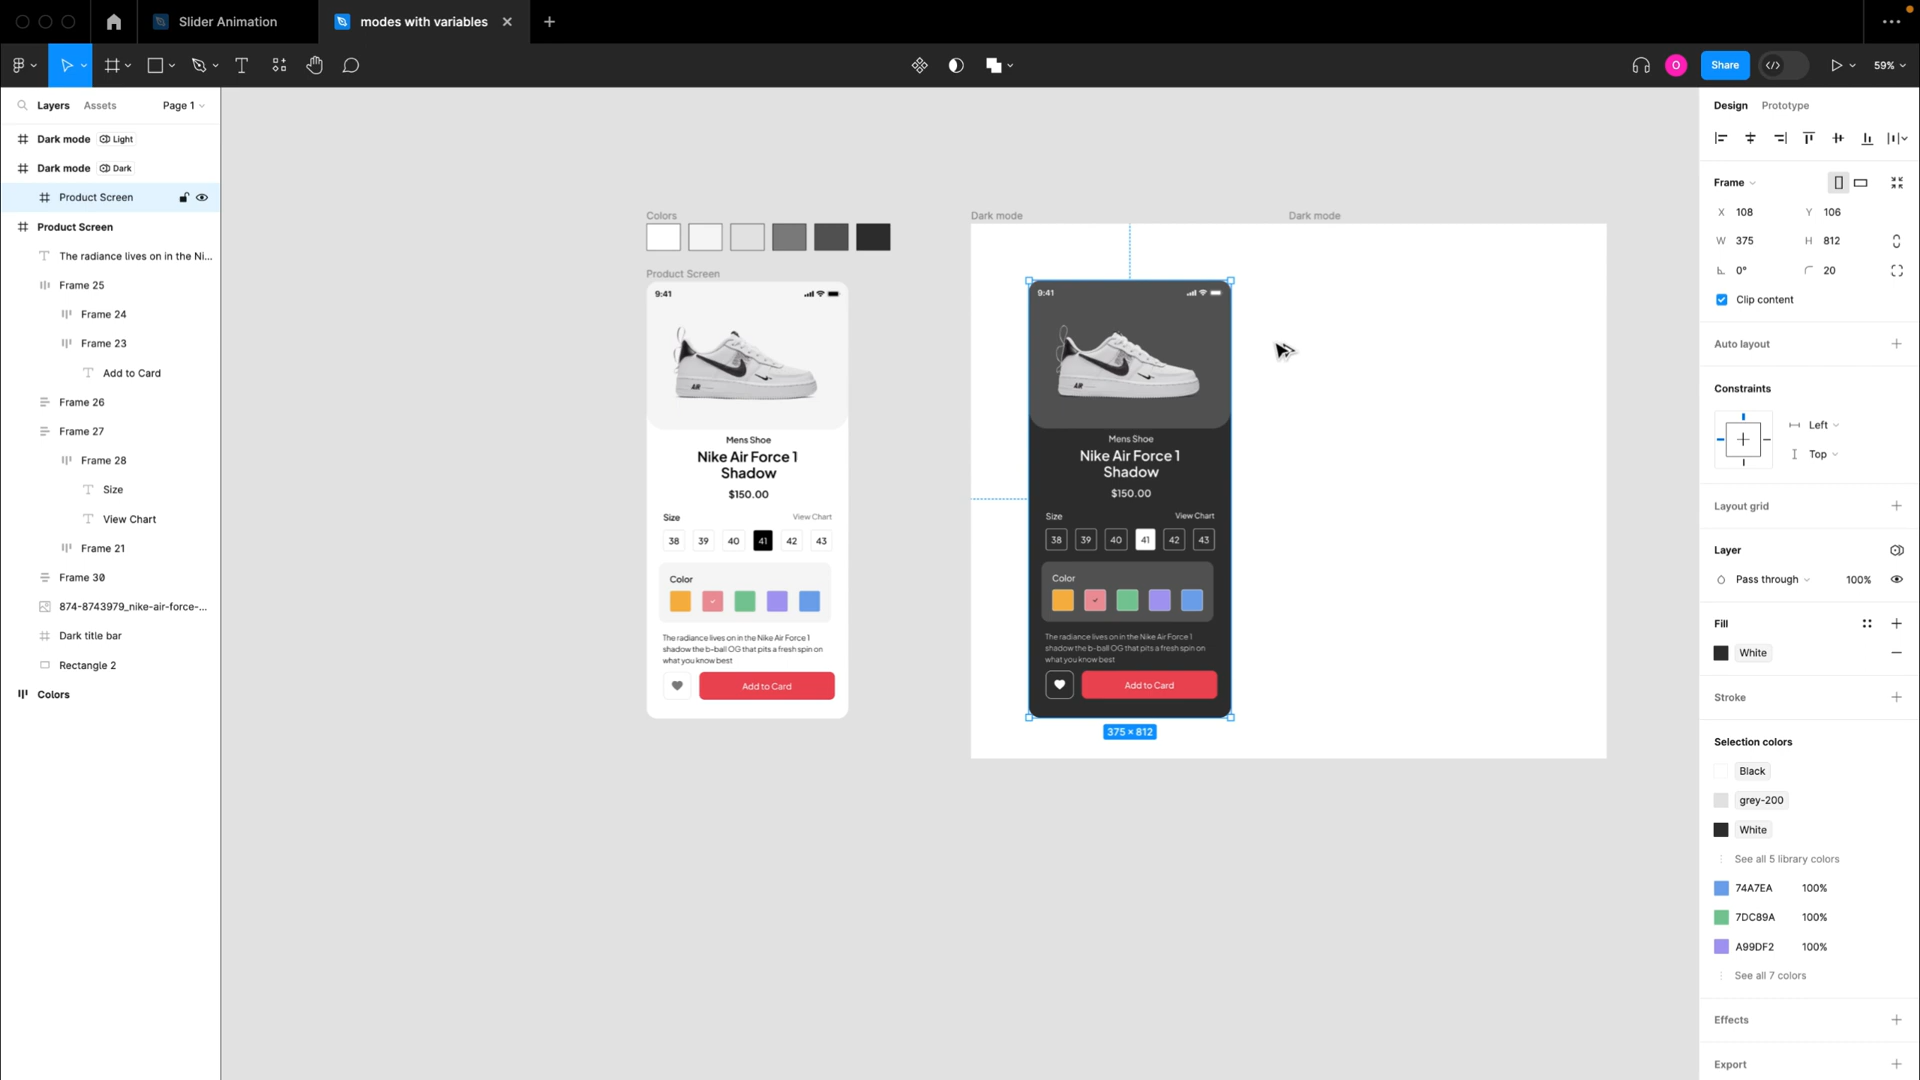 Slider Animation
modes with variables
Share
59%
Layers
Assets
Page 1
Dark mode
Light
Dark mode
Dark
Product Screen
Product Screen
The radiance lives on in the Ni...
Frame 25
Frame 24
Frame 23
Add to Card
Frame 26
Frame 27
Frame 28
Size
View Chart
Frame 21
Frame 30
874-8743979_nike-air-force-...
Dark title bar
Rectangle 2
Colors
Colors
Product Screen
9:41
AIR
Mens Shoe
Nike Air Force 1
Shadow
$150.00
Size
View Chart
38
39
40
41
42
43
Color
The radiance lives on in the Nike Air Force 1
shadow the b-ball OG that pits a fresh spin on
what you know best
Add to Card
Dark mode
Dark mode
9:41
AIR
Mens Shoe
Nike Air Force 1
Shadow
$150.00
Size
View Chart
38
39
40
41
42
43
Color
The radiance lives on in the Nike Air Force 1
shadow the b-ball OG that pits a fresh spin on
what you know best
Add to Card
375 × 812
Design
Prototype
Frame
X 108
Y 106
W 375
H 812
0°
20
Clip content
Auto layout
Constraints
Left
Top
Layout grid
Layer
Pass through
100%
Fill
White
Stroke
Selection colors
Black
grey-200
White
See all 5 library colors
74A7EA 100%
7DC89A 100%
A99DF2 100%
See all 7 colors
Effects
Export
O